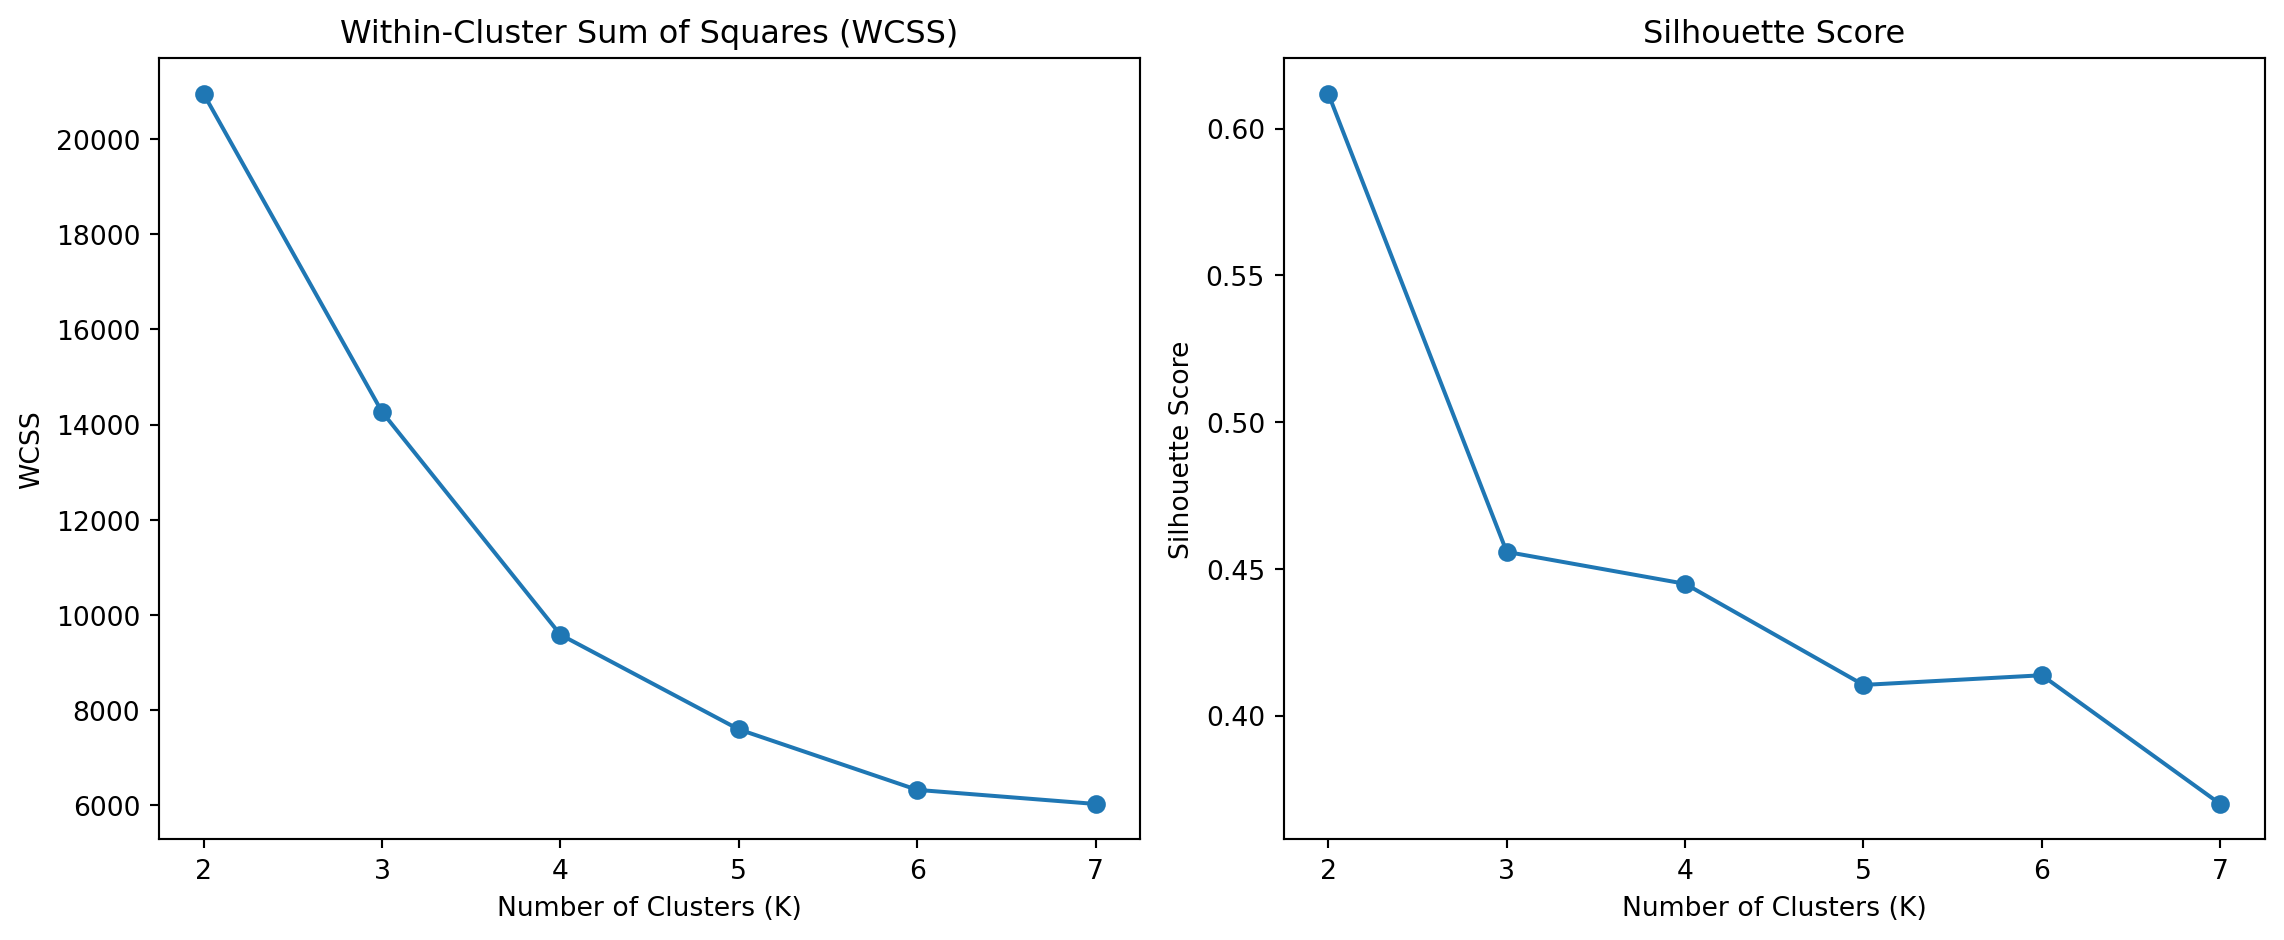 Within-Cluster Sum of Squares (WCSS)
WCSS
20000
18000
16000
14000
12000
10000
8000
6000
2 3 4 5 6 7
Number of Clusters (K)
Silhouette Score
Silhouette Score
0.60
0.55
0.50
0.45
0.40
2 3 4 5 6 7
Number of Clusters (K)